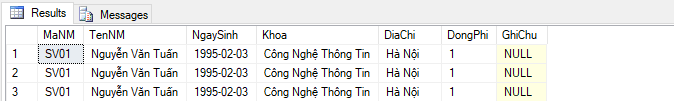 Results Messages
MaNM TenNM NgaySinh Khoa DiaChi DongPhi GhiChu
1 SV01 Nguyễn Văn Tuấn 1995-02-03 Công Nghệ Thông Tin Hà Nội 1 NULL
2 SV01 Nguyễn Văn Tuấn 1995-02-03 Công Nghệ Thông Tin Hà Nội 1 NULL
3 SV01 Nguyễn Văn Tuấn 1995-02-03 Công Nghệ Thông Tin Hà Nội 1 NULL